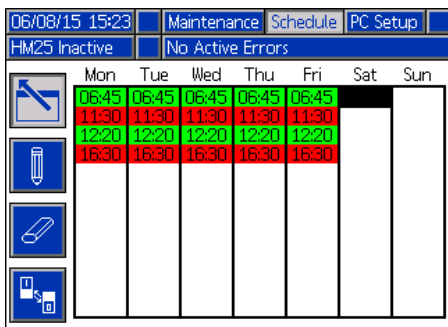 06/08/15 15:23 Maintenance Schedule PC Setup
HM25 Inactive No Active Errors
Mon Tue Wed Thu Fri Sat Sun
06:45 06:45 06:45 06:45 06:45
11:30 11:30 11:30 11:30 11:30
12:20 12:20 12:20 12:20 12:20
16:30 16:30 16:30 16:30 16:30